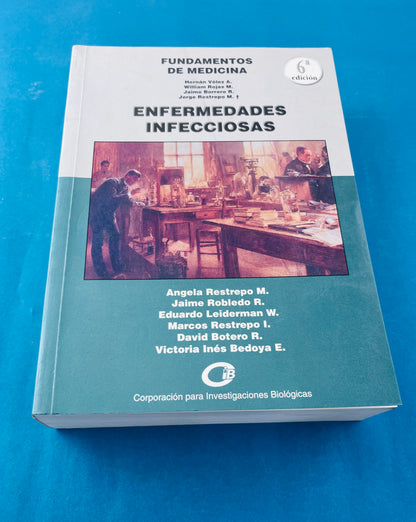 FUNDAMENTOS
DE MEDICINA
Hernán Vélez A.
William Rojas M.
Jaime Borrero R.
Jorge Restrepo M. †
6ª
edición
ENFERMEDADES
INFECCIOSAS
Angela Restrepo M.
Jaime Robledo R.
Eduardo Leiderman W.
Marcos Restrepo I.
David Botero R.
Victoria Inés Bedoya E.
CIB
Corporación para Investigaciones Biológicas